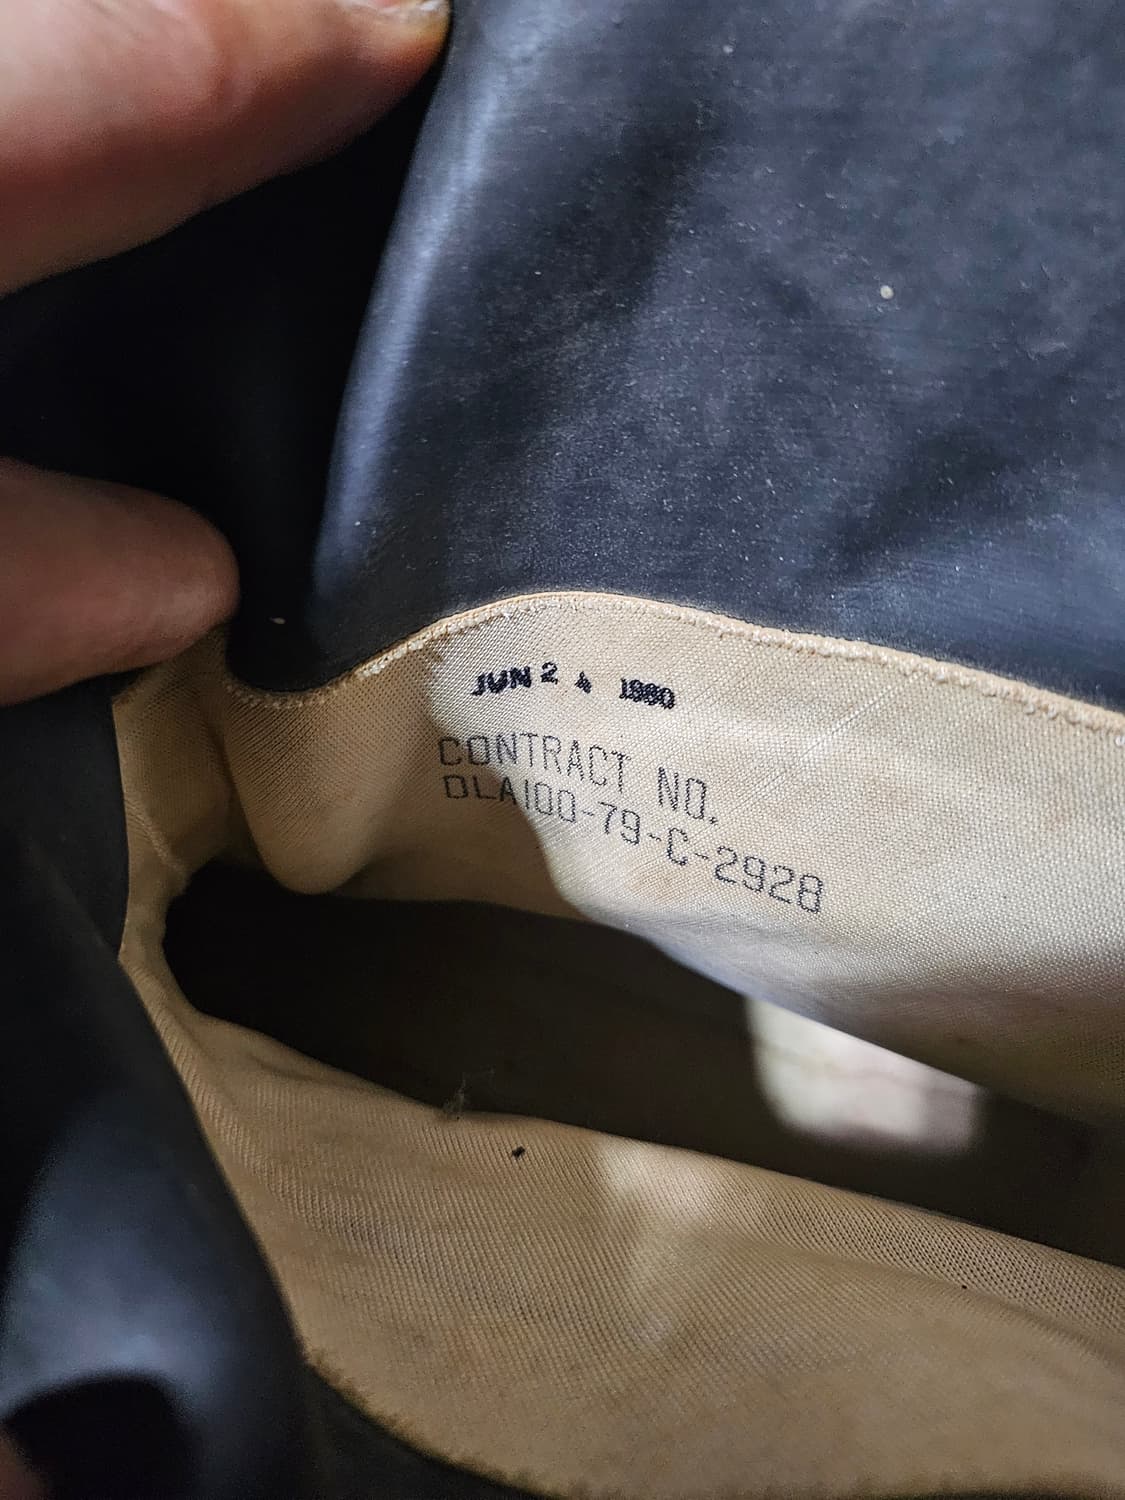 JUN 24 1980
CONTRACT NO.
DLA100-79-C-2928